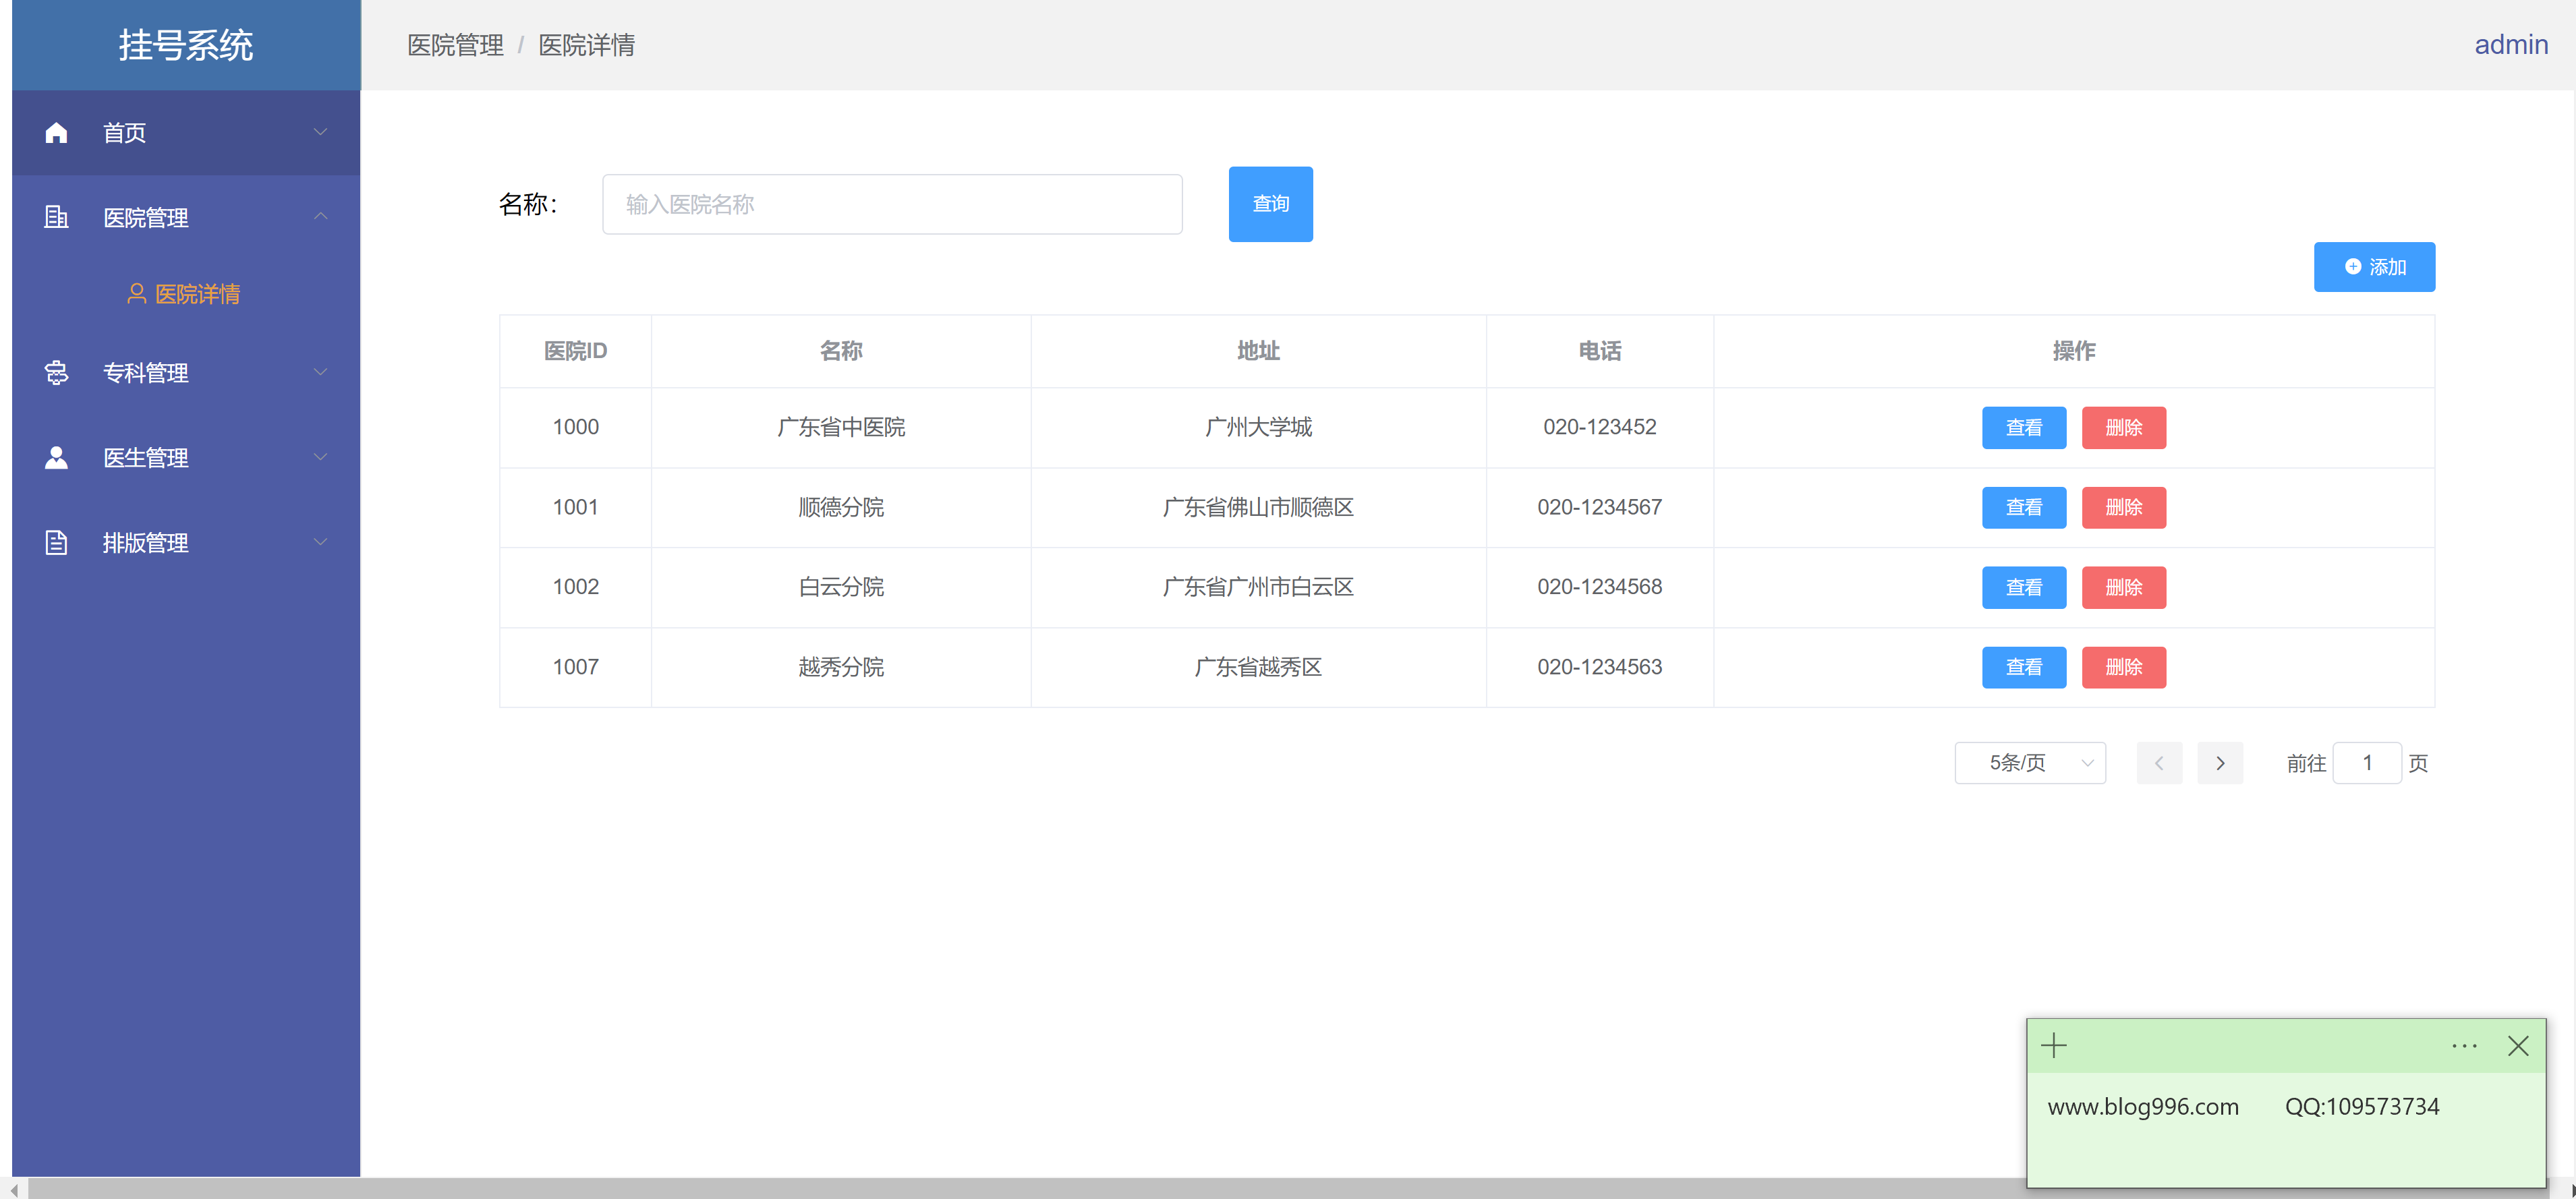 挂号系统
医院管理 / 医院详情
admin
首页
医院管理
医院详情
专科管理
医生管理
排版管理
名称：
输入医院名称
查询
添加
医院ID 名称 地址 电话 操作
1000 广东省中医院 广州大学城 020-123452 查看 删除
1001 顺德分院 广东省佛山市顺德区 020-1234567 查看 删除
1002 白云分院 广东省广州市白云区 020-1234568 查看 删除
1007 越秀分院 广东省越秀区 020-1234563 查看 删除
5条/页 前往 1 页
www.blog996.com QQ:109573734